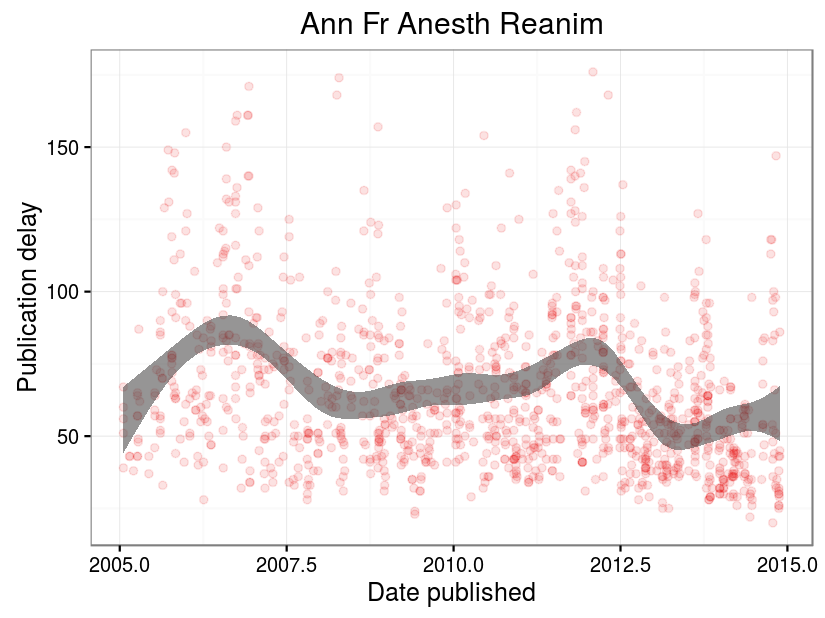 Ann Fr Anesth Reanim
150
100
50
Publication delay
2005.0 2007.5 2010.0 2012.5 2015.0
Date published